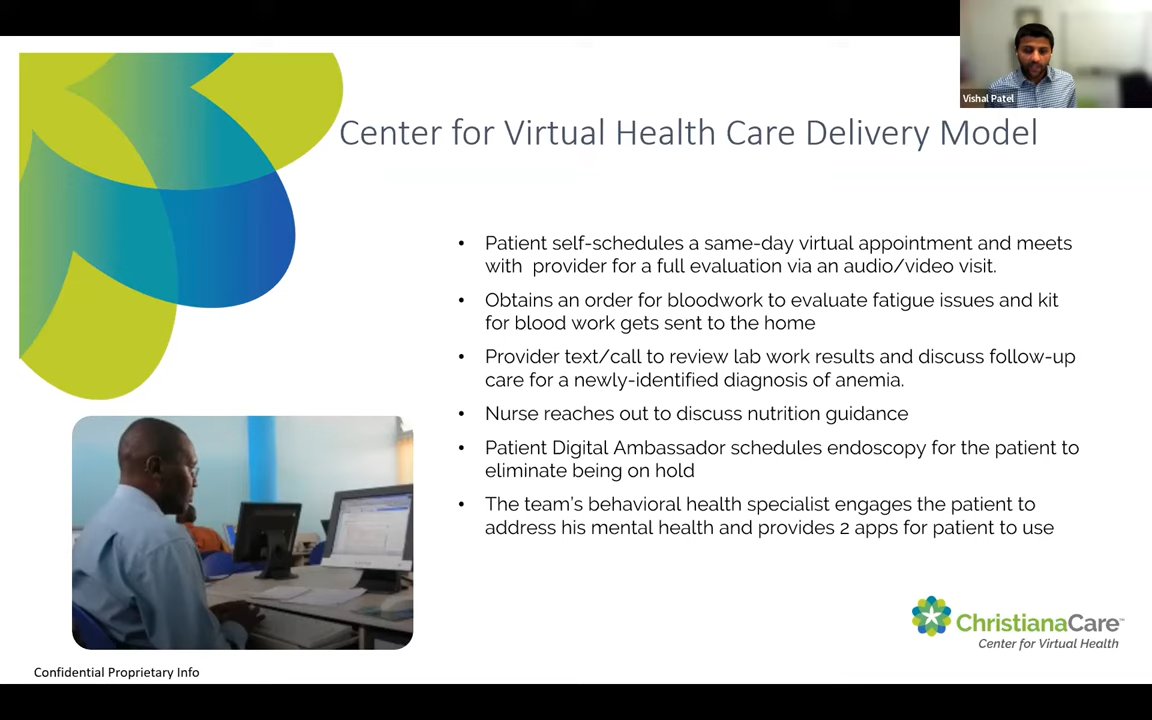 Vishal Patel
Center for Virtual Health Care Delivery Model
• Patient self-schedules a same-day virtual appointment and meets
with  provider for a full evaluation via an audio/video visit.
• Obtains an order for bloodwork to evaluate fatigue issues and kit
for blood work gets sent to the home
• Provider text/call to review lab work results and discuss follow-up
care for a newly-identified diagnosis of anemia.
• Nurse reaches out to discuss nutrition guidance
• Patient Digital Ambassador schedules endoscopy for the patient to
eliminate being on hold
• The team's behavioral health specialist engages the patient to
address his mental health and provides 2 apps for patient to use
ChristianaCare™
Center for Virtual Health
Confidential Proprietary Info